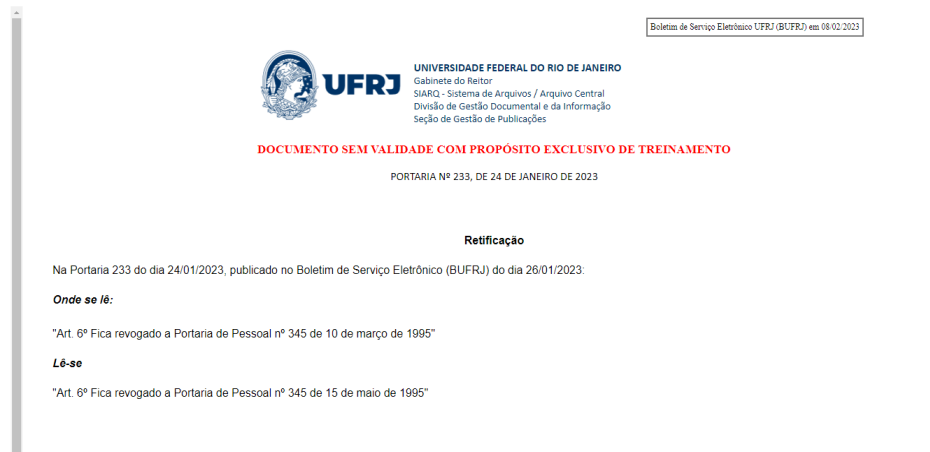 Boletim de Serviço Eletrônico UFRJ (BUFRJ) em 08/02/2023
UFRJ
UNIVERSIDADE FEDERAL DO RIO DE JANEIRO
Gabinete do Reitor
SIARQ - Sistema de Arquivos / Arquivo Central
Divisão de Gestão Documental e da Informação
Seção de Gestão de Publicações
DOCUMENTO SEM VALIDADE COM PROPÓSITO EXCLUSIVO DE TREINAMENTO
PORTARIA Nº 233, DE 24 DE JANEIRO DE 2023
Retificação
Na Portaria 233 do dia 24/01/2023, publicado no Boletim de Serviço Eletrônico (BUFRJ) do dia 26/01/2023:
Onde se lê:
"Art. 6º Fica revogado a Portaria de Pessoal nº 345 de 10 de março de 1995"
Lê-se
"Art. 6º Fica revogado a Portaria de Pessoal nº 345 de 15 de maio de 1995"